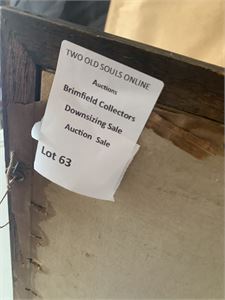 TWO OLD SOULS ONLINE
Auctions
Brimfield Collectors
Downsizing Sale
Auction Sale
Lot 63